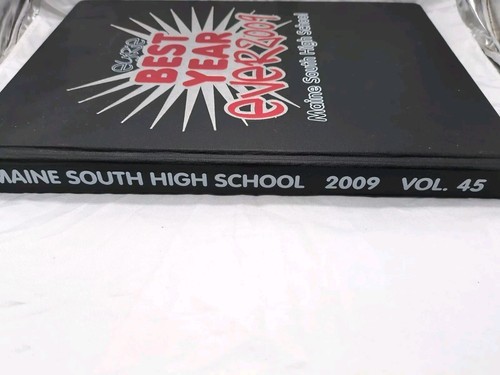 BEST
YEAR
ever2009
Maine South High School
MAINE SOUTH HIGH SCHOOL 2009 VOL. 45